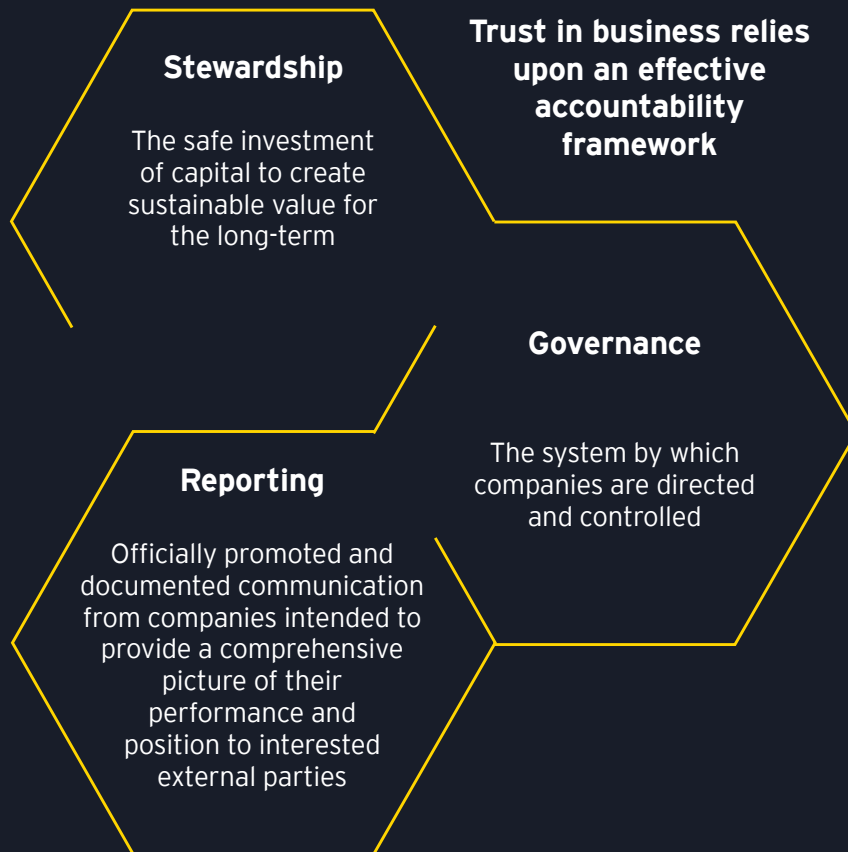 Stewardship
The safe investment
of capital to create
sustainable value for
the long-term
Trust in business relies
upon an effective
accountability
framework
Governance
The system by which
companies are directed
and controlled
Reporting
Officially promoted and
documented communication
from companies intended to
provide a comprehensive
picture of their
performance and
position to interested
external parties